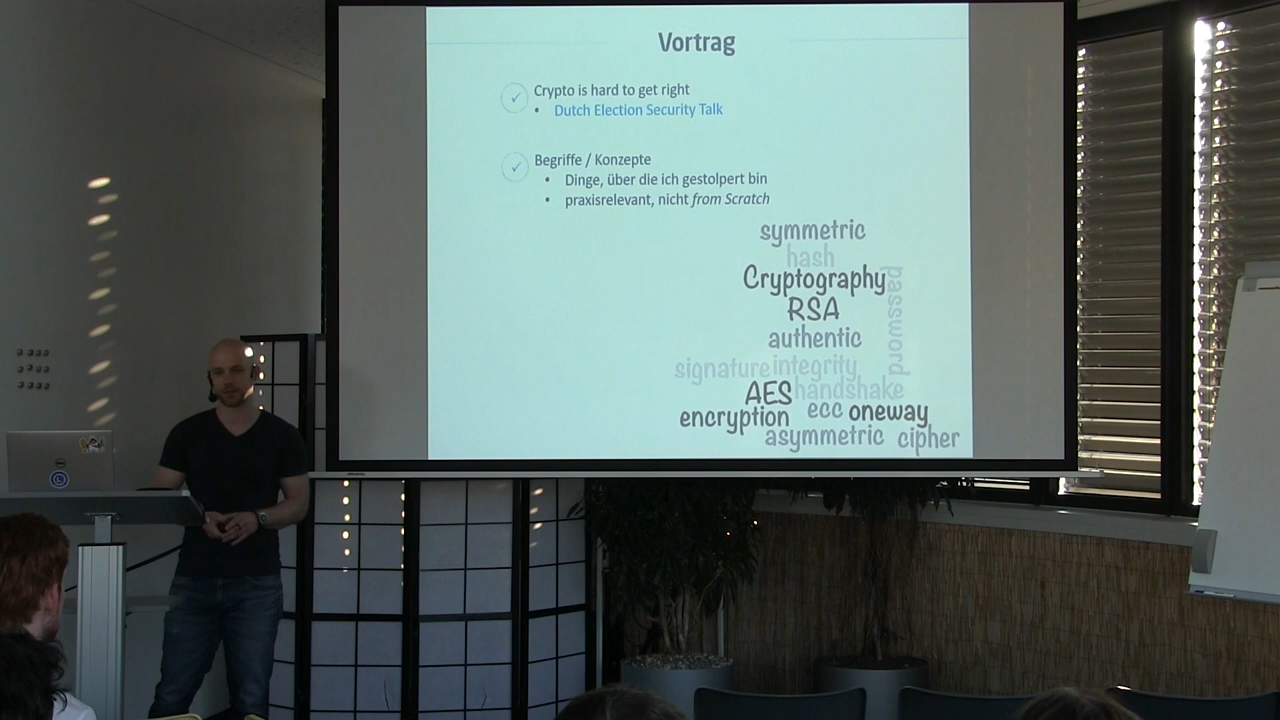 Vortrag
Crypto is hard to get right
• Dutch Election Security Talk
Begriffe / Konzepte
• Dinge, über die ich gestolpert bin
• praxisrelevant, nicht from Scratch
symmetric
hash
Cryptography
password
RSA
authentic
signature integrity
AES handshake
encryption ecc oneway
asymmetric cipher
DELL